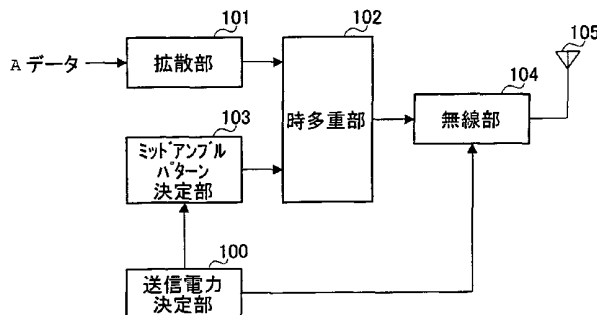 101
102
105
Aデータ
拡散部
104
103
時多重部
無線部
ミッドアンブル
パターン
決定部
100
送信電力
決定部